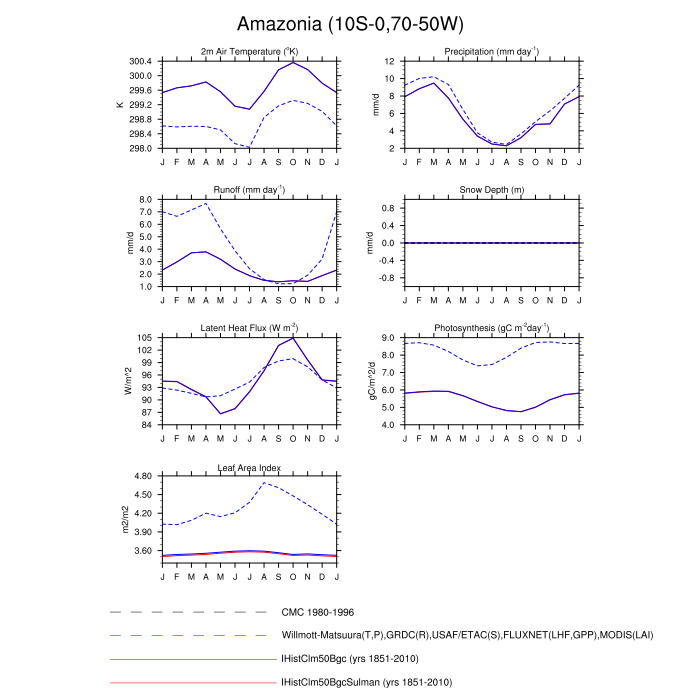 Amazonia (10S-0,70-50W)
2m Air Temperature (°K)
300.4
300.0
299.6
299.2
298.8
298.4
298.0
K
J F M A M J J A S O N D J
Precipitation (mm day⁻¹)
12
10
8
6
4
2
mm/d
J F M A M J J A S O N D J
Runoff (mm day⁻¹)
8.0
7.0
6.0
5.0
4.0
3.0
2.0
1.0
mm/d
J F M A M J J A S O N D J
Snow Depth (m)
0.8
0.4
0.0
-0.4
-0.8
mm/d
J F M A M J J A S O N D J
Latent Heat Flux (W m⁻²)
105
102
99
96
93
90
87
84
W/m^2
J F M A M J J A S O N D J
Photosynthesis (gC m⁻²day⁻¹)
9.0
8.0
7.0
6.0
5.0
4.0
gC/m^2/d
J F M A M J J A S O N D J
Leaf Area Index
4.80
4.50
4.20
3.90
3.60
m2/m2
J F M A M J J A S O N D J
CMC 1980-1996
Willmott-Matsuura(T,P),GRDC(R),USAF/ETAC(S),FLUXNET(LHF,GPP),MODIS(LAI)
IHistClm50Bgc (yrs 1851-2010)
IHistClm50BgcSulman (yrs 1851-2010)